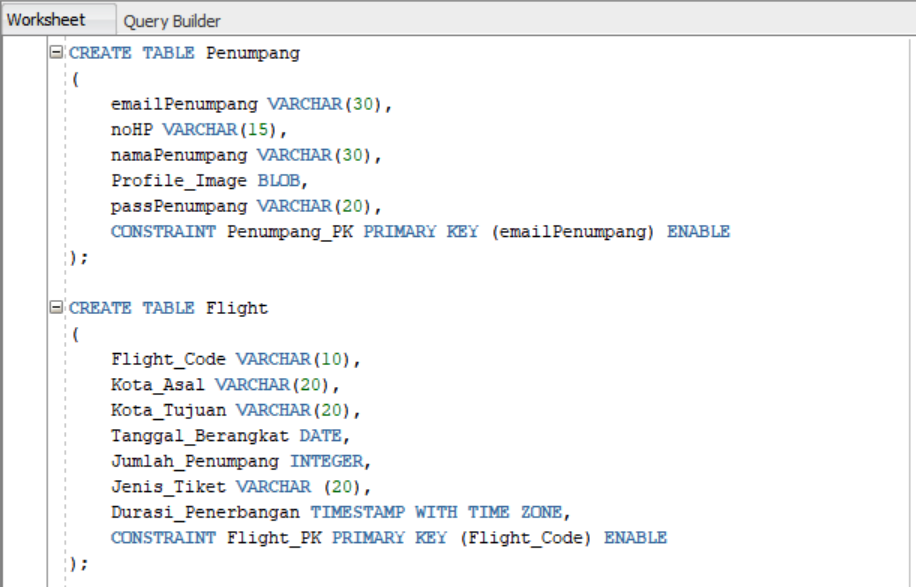 Worksheet Query Builder
CREATE TABLE Penumpang
(
emailPenumpang VARCHAR(30),
noHP VARCHAR(15),
namaPenumpang VARCHAR(30),
Profile_Image BLOB,
passPenumpang VARCHAR(20),
CONSTRAINT Penumpang_PK PRIMARY KEY (emailPenumpang) ENABLE
);
CREATE TABLE Flight
(
Flight_Code VARCHAR(10),
Kota_Asal VARCHAR(20),
Kota_Tujuan VARCHAR(20),
Tanggal_Berangkat DATE,
Jumlah_Penumpang INTEGER,
Jenis_Tiket VARCHAR (20),
Durasi_Penerbangan TIMESTAMP WITH TIME ZONE,
CONSTRAINT Flight_PK PRIMARY KEY (Flight_Code) ENABLE
);